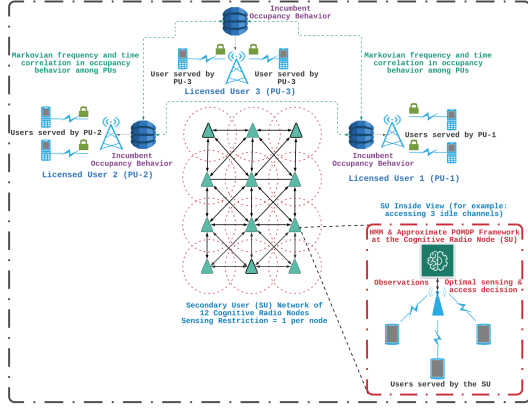 Incumbent
Occupancy Behavior
Markovian frequency and time
correlation in occupancy
behavior among PUs
Markovian frequency and time
correlation in occupancy
behavior among PUs
User served by
PU-3
User served by
PU-3
Licensed User 3 (PU-3)
Users served by PU-2
Incumbent
Occupancy Behavior
Licensed User 2 (PU-2)
Users served by PU-1
Incumbent
Occupancy Behavior
Licensed User 1 (PU-1)
SU Inside View (for example:
accessing 3 idle channels)
HMM & Approximate POMDP Framework
at the Cognitive Radio Node (SU)
Observations
Optimal sensing &
access decision
Users served by the SU
Secondary User (SU) Network of
12 Cognitive Radio Nodes
Sensing Restriction = 1 per node